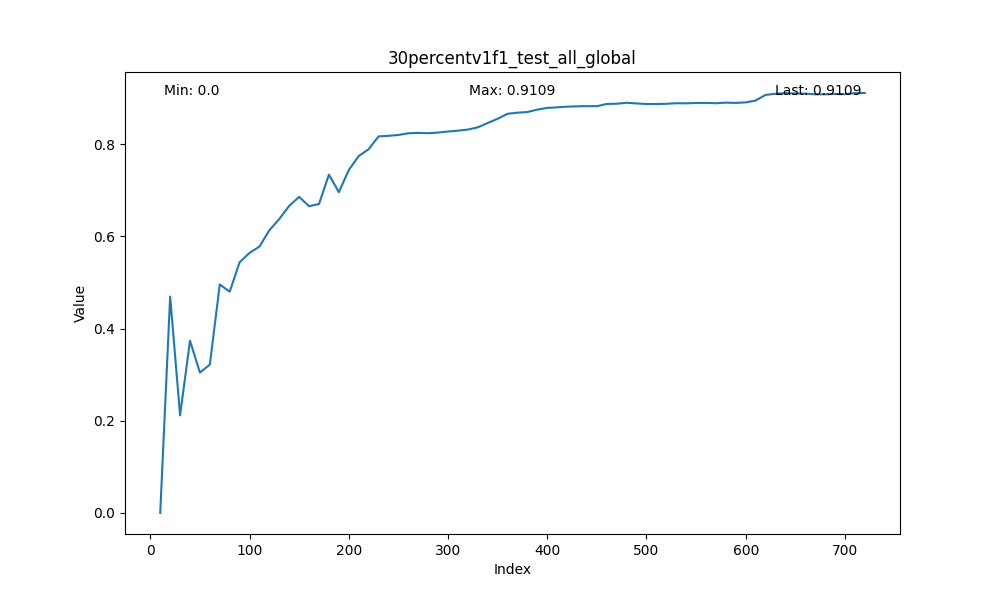 30percentv1f1_test_all_global
Min: 0.0
Max: 0.9109
Last: 0.9109
Value
0.8
0.6
0.4
0.2
0.0
0 100 200 300 400 500 600 700
Index